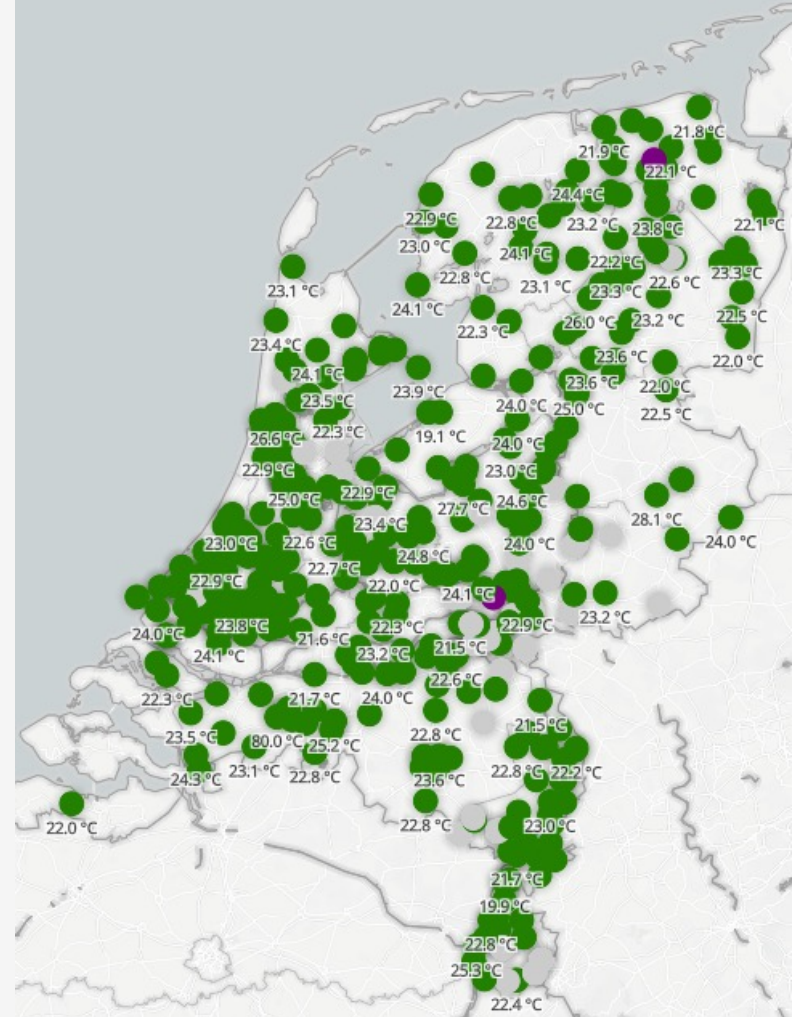 21.8 °C
21.9 °C
22.1 °C
24.4 °C
22.9 °C
22.8 °C
23.2 °C
23.8 °C
22.1 °C
23.0 °C
24.1 °C
22.2 °C
23.3 °C
22.8 °C
22.6 °C
23.1 °C
23.1 °C
23.3 °C
24.1 °C
22.5 °C
26.0 °C
23.2 °C
22.3 °C
23.4 °C
23.6 °C
22.0 °C
24.1 °C
23.6 °C
22.0 °C
23.9 °C
23.5 °C
24.0 °C
25.0 °C
22.5 °C
22.3 °C
19.1 °C
26.6 °C
24.0 °C
22.9 °C
23.0 °C
22.9 °C
25.0 °C
24.6 °C
27.7 °C
28.1 °C
23.4 °C
23.0 °C
22.6 °C
24.0 °C
24.0 °C
24.8 °C
22.7 °C
22.9 °C
22.0 °C
24.1 °C
23.2 °C
23.8 °C
22.3 °C
22.9 °C
24.0 °C
21.6 °C
21.5 °C
24.1 °C
23.2 °C
22.6 °C
22.3 °C
21.7 °C
24.0 °C
21.5 °C
23.5 °C
80.0 °C
25.2 °C
22.8 °C
24.3 °C
23.1 °C
22.8 °C
23.6 °C
22.8 °C
22.2 °C
22.0 °C
22.8 °C
23.0 °C
21.7 °C
19.9 °C
22.8 °C
25.3 °C
22.4 °C